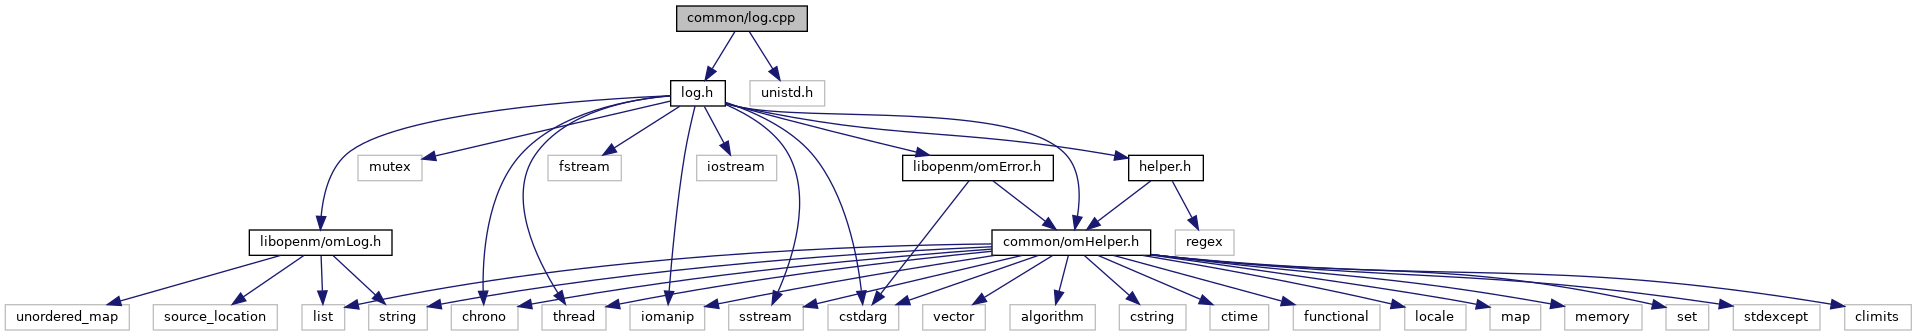 common/log.cpp
log.h
unistd.h
mutex
fstream
iostream
libopenm/omError.h
helper.h
libopenm/omLog.h
common/omHelper.h
regex
unordered_map
source_location
list
string
chrono
thread
iomanip
sstream
cstdarg
vector
algorithm
cstring
ctime
functional
locale
map
memory
set
stdexcept
climits